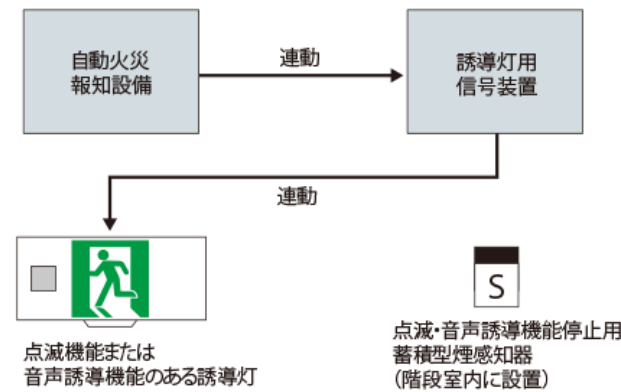 自動火災
報知設備
連動
誘導灯用
信号装置
連動
点滅機能または
音声誘導機能のある誘導灯
S
点滅・音声誘導機能停止用
蓄積型煙感知器
（階段室内に設置）